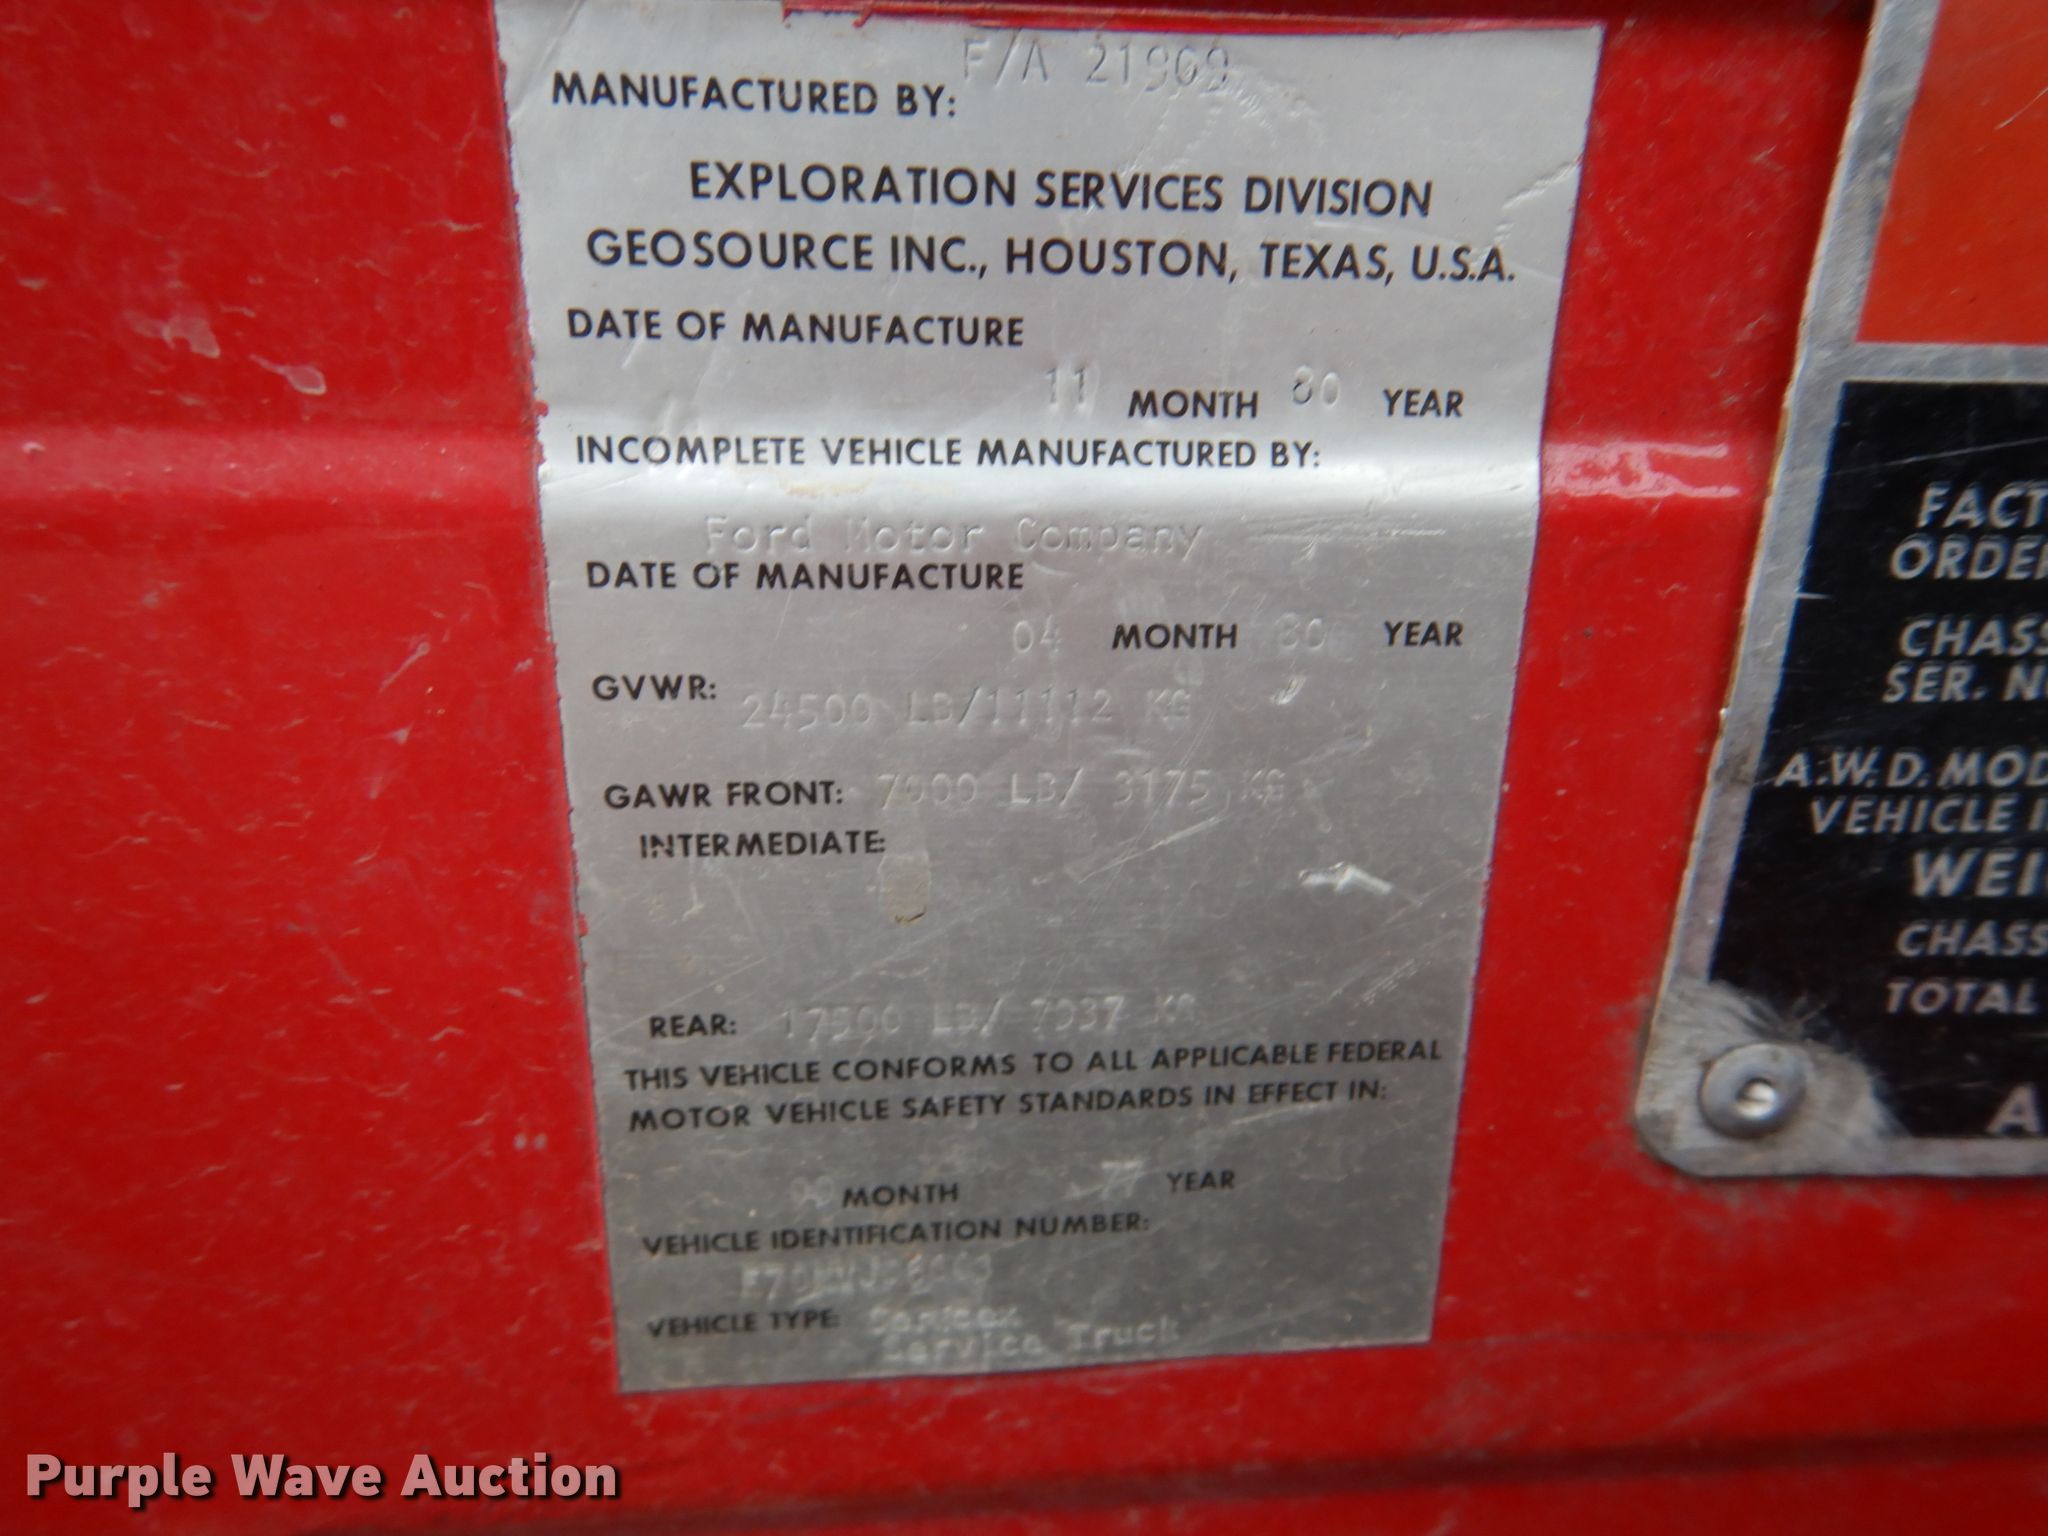 F/A 21909
MANUFACTURED BY:
EXPLORATION SERVICES DIVISION
GEOSOURCE INC., HOUSTON, TEXAS, U.S.A.
DATE OF MANUFACTURE
11 MONTH 80 YEAR
INCOMPLETE VEHICLE MANUFACTURED BY:
Ford Motor Company
DATE OF MANUFACTURE
04 MONTH 80 YEAR
GVWR: 24500 LB/11112 KG
GAWR FRONT: 7000 LB/ 3175 KG
INTERMEDIATE:
REAR: 17500 LB/ 7937 KG
THIS VEHICLE CONFORMS TO ALL APPLICABLE FEDERAL
MOTOR VEHICLE SAFETY STANDARDS IN EFFECT IN:
MONTH 77 YEAR
VEHICLE IDENTIFICATION NUMBER:
VEHICLE TYPE:
Service Truck
FACT
ORDER
CHASS
SER. NO
A.W.D. MOD
VEHICLE I
WEI
CHASS
TOTAL
A
Purple Wave Auction